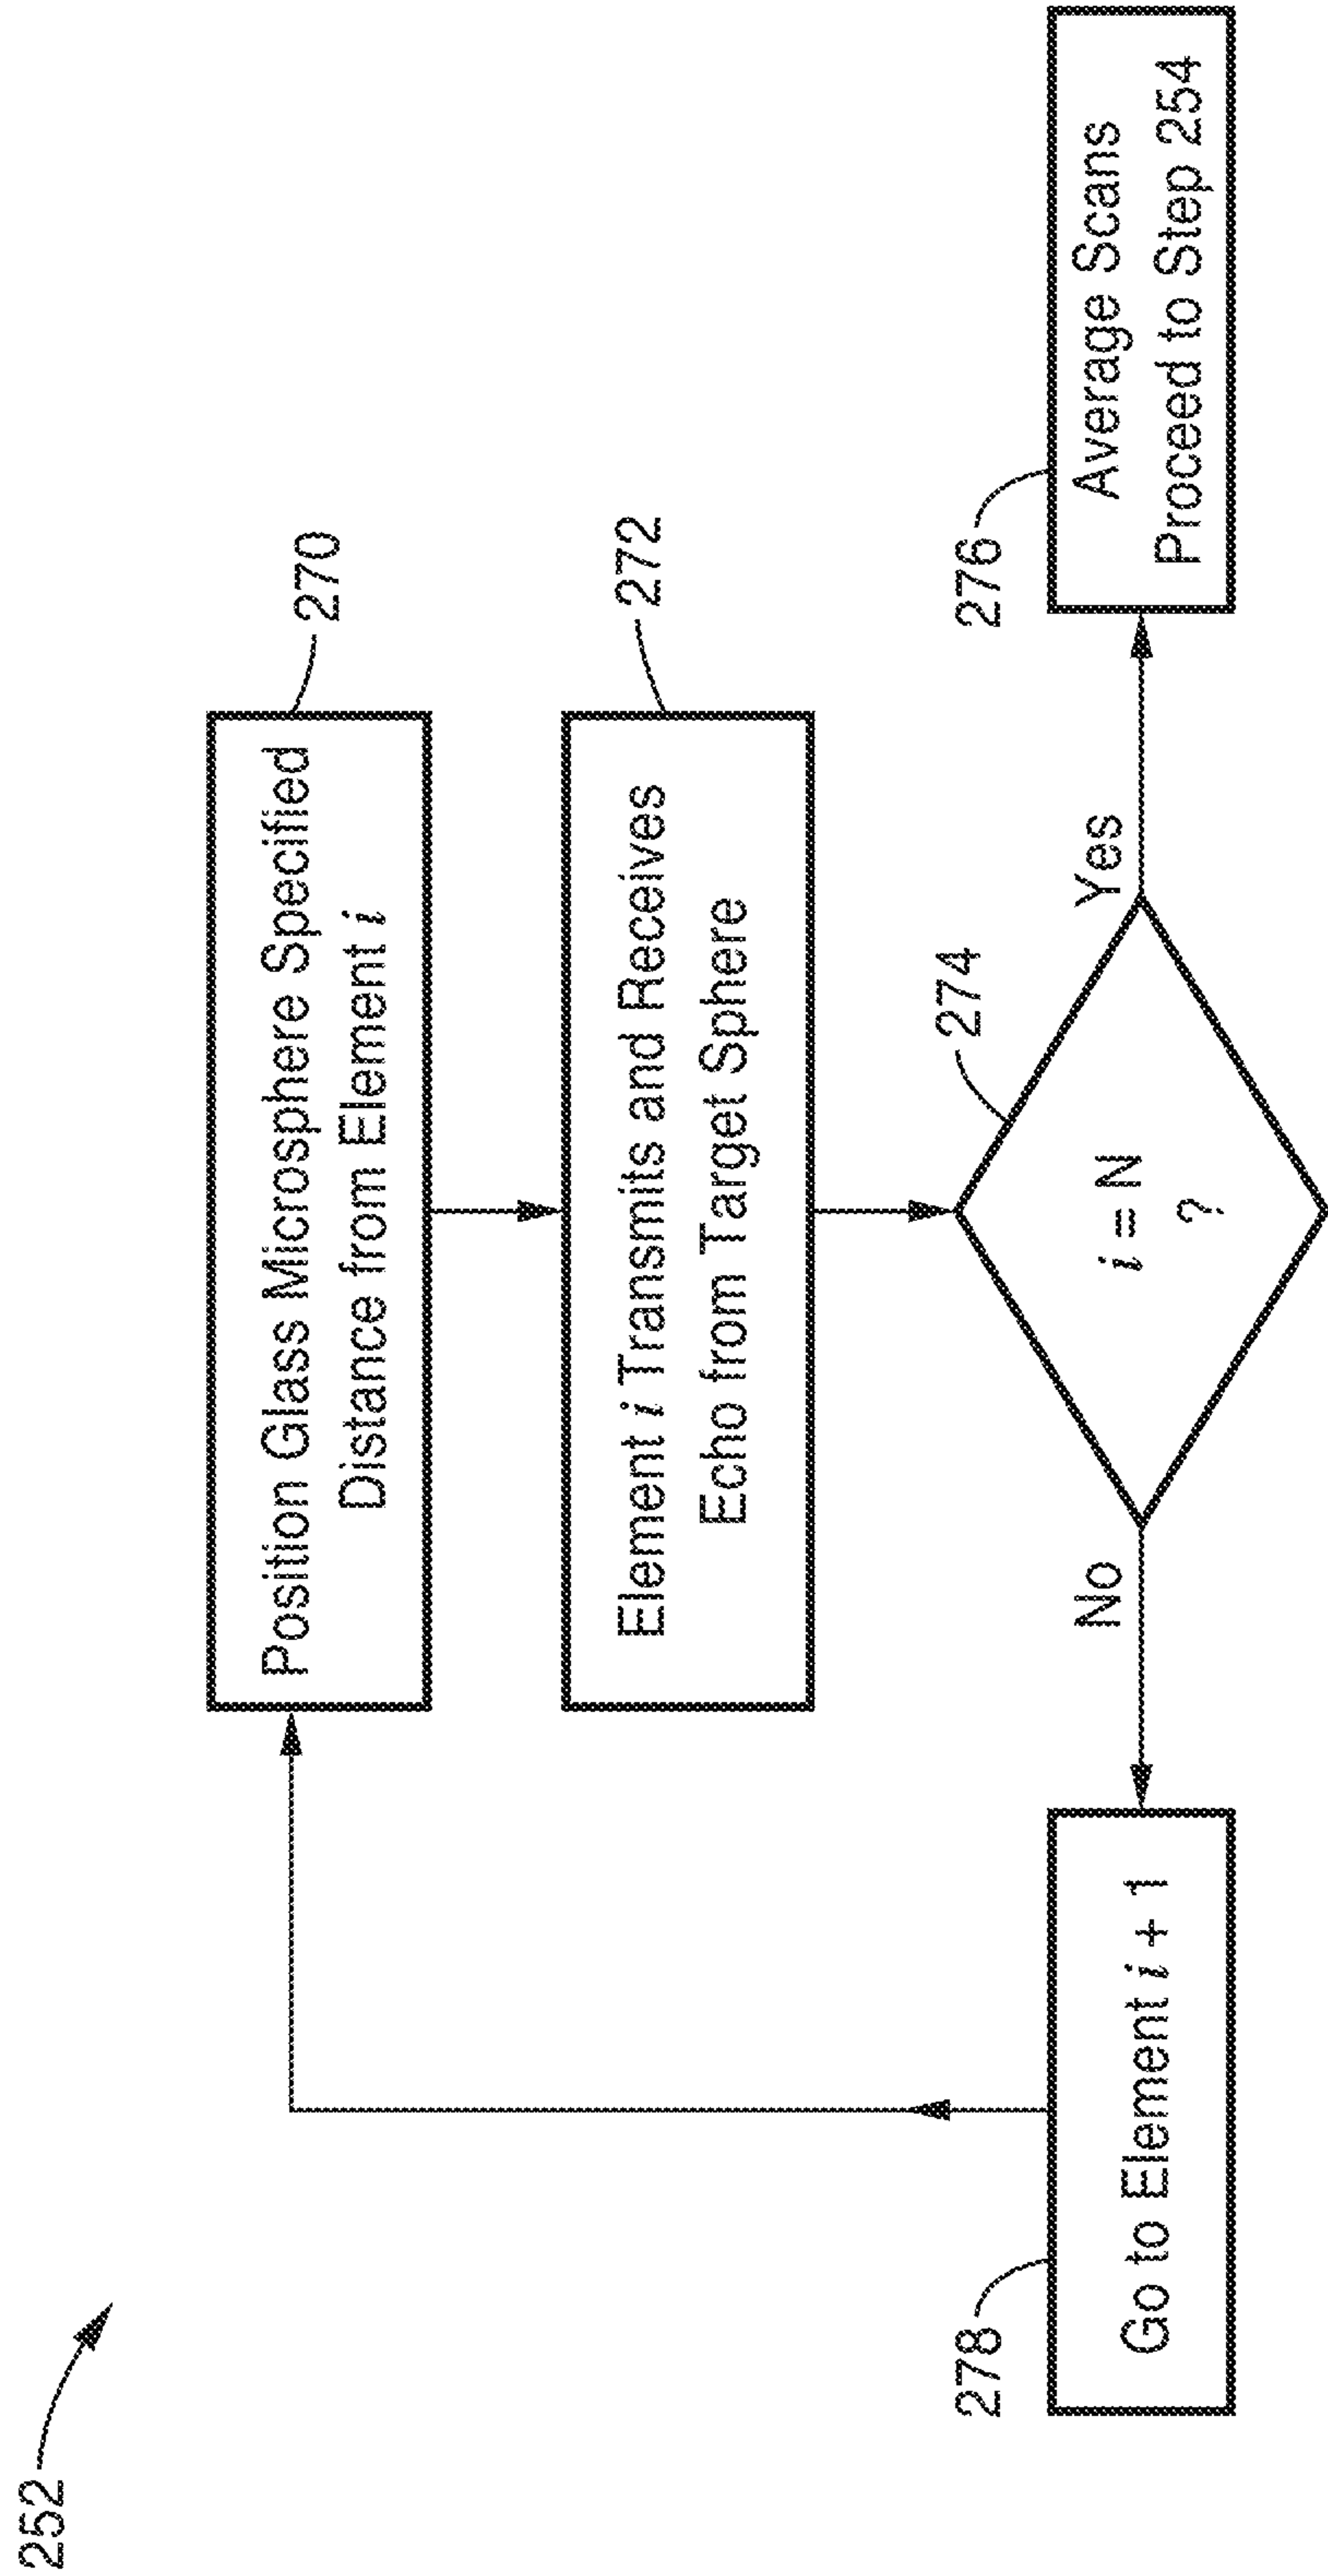 252
270
Position Glass Microsphere Specified
Distance from Element i
272
Element i Transmits and Receives
Echo from Target Sphere
274
i = N
?
No
Yes
278
Go to Element i + 1
276
Average Scans
Proceed to Step 254